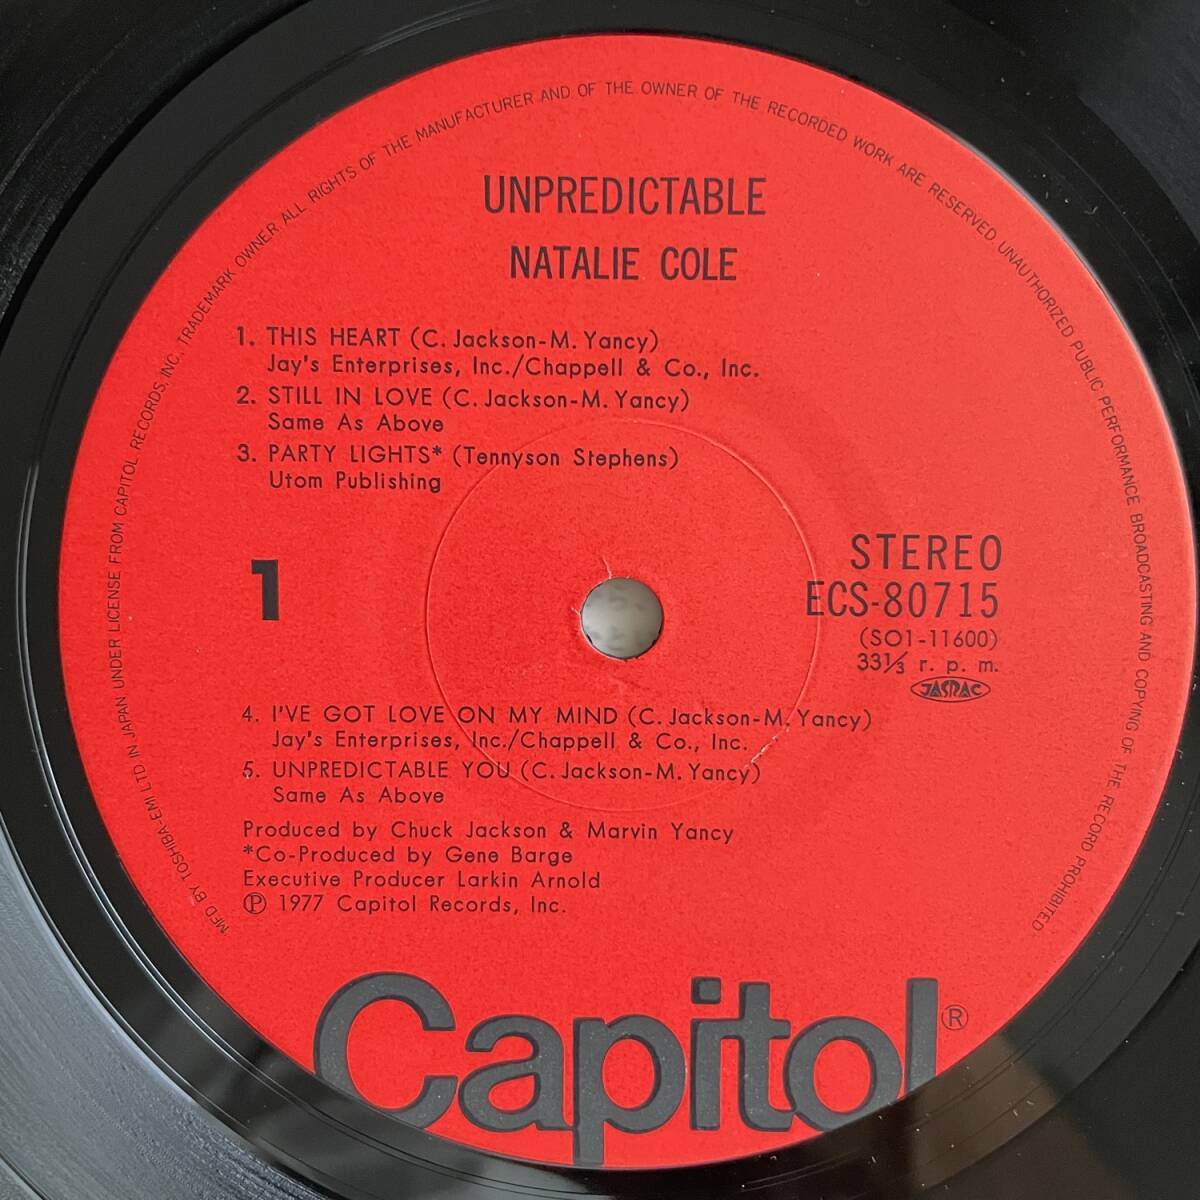 MFD BY TOSHIBA-EMI LTD IN JAPAN UNDER LICENSE FROM CAPITOL RECORDS, INC. TRADEMARK OWNER ALL RIGHTS OF THE MANUFACTURER AND OF THE OWNER OF THE RECORDED WORK ARE RESERVED UNAUTHORIZED PUBLIC PERFORMANCE BROADCASTING AND COPYING OF THE RECORD PROHIBITED
UNPREDICTABLE
NATALIE COLE
1. THIS HEART (C. Jackson-M. Yancy)
Jay's Enterprises, Inc./Chappell & Co., Inc.
2. STILL IN LOVE (C. Jackson-M. Yancy)
Same As Above
3. PARTY LIGHTS* (Tennyson Stephens)
Utom Publishing
1
STEREO
ECS-80715
(SO1-11600)
33⅓ r. p. m.
JASRAC
4. I'VE GOT LOVE ON MY MIND (C. Jackson-M. Yancy)
Jay's Enterprises, Inc./Chappell & Co., Inc.
5. UNPREDICTABLE YOU (C. Jackson-M. Yancy)
Same As Above
Produced by Chuck Jackson & Marvin Yancy
*Co-Produced by Gene Barge
Executive Producer Larkin Arnold
℗ 1977 Capitol Records, Inc.
Capitol®